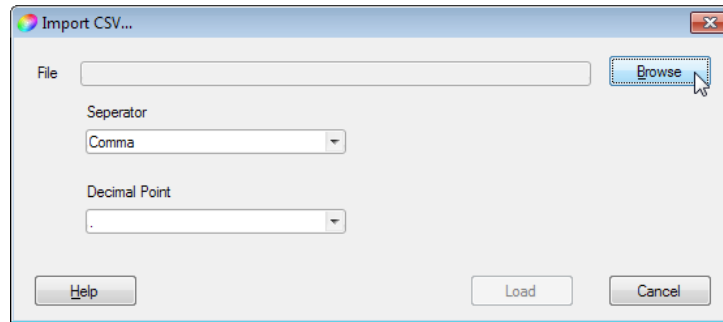 Import CSV...
File
Browse
Seperator
Comma
Decimal Point
.
Help
Load
Cancel